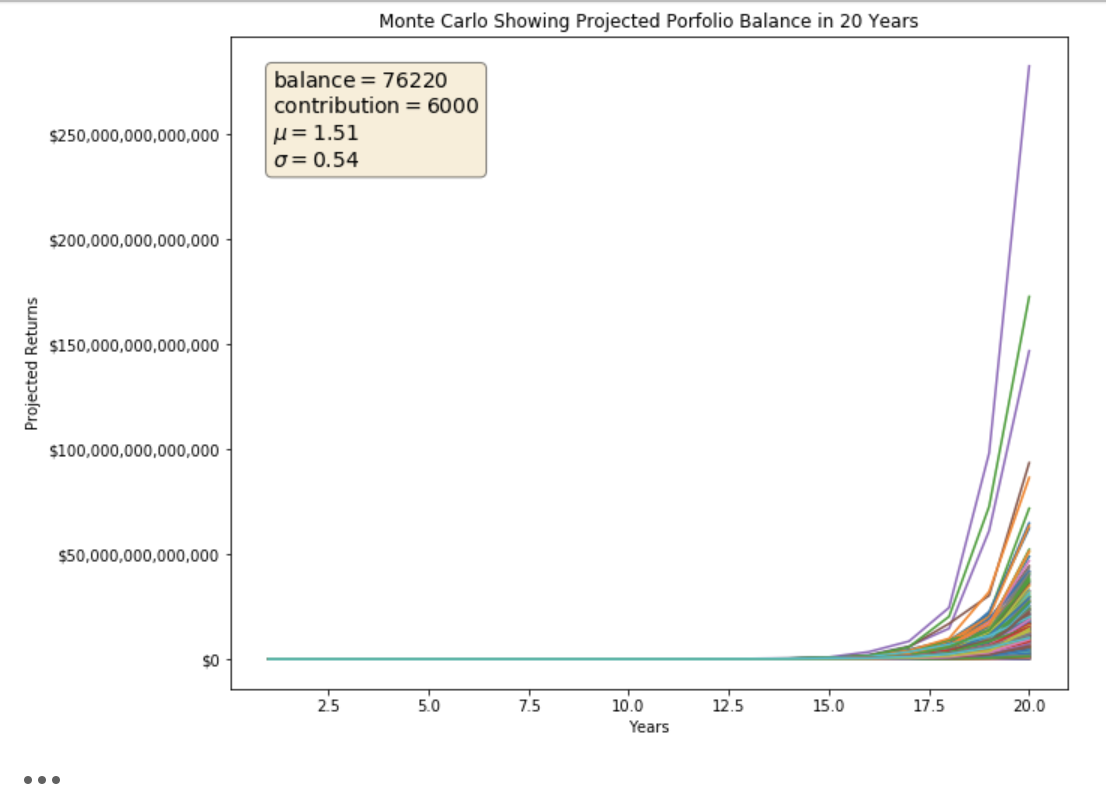 Monte Carlo Showing Projected Porfolio Balance in 20 Years
balance = 76220
contribution = 6000
μ = 1.51
σ = 0.54
$250,000,000,000,000
$200,000,000,000,000
$150,000,000,000,000
$100,000,000,000,000
$50,000,000,000,000
$0
Projected Returns
2.5 5.0 7.5 10.0 12.5 15.0 17.5 20.0
Years